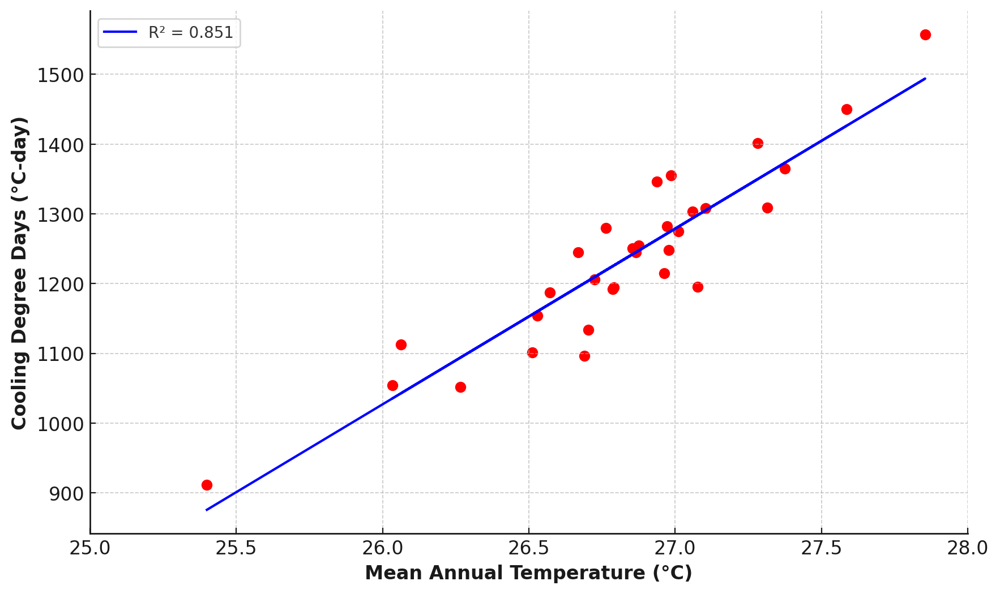 R² = 0.851
Cooling Degree Days (°C-day)
1500
1400
1300
1200
1100
1000
900
25.0 25.5 26.0 26.5 27.0 27.5 28.0
Mean Annual Temperature (°C)